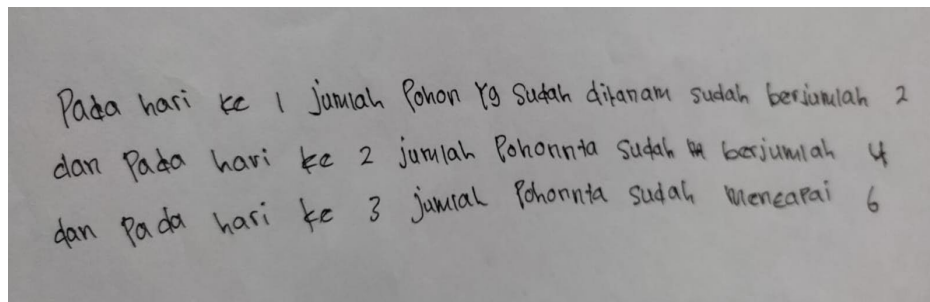 Pada hari ke 1 jumlah Pohon Yg Sudah ditanam sudah berjumlah 2
dan Pada hari ke 2 jumlah Pohonnta Sudah berjumlah 4
dan Pada hari ke 3 jumlah Pohonnta sudah Mencapai 6